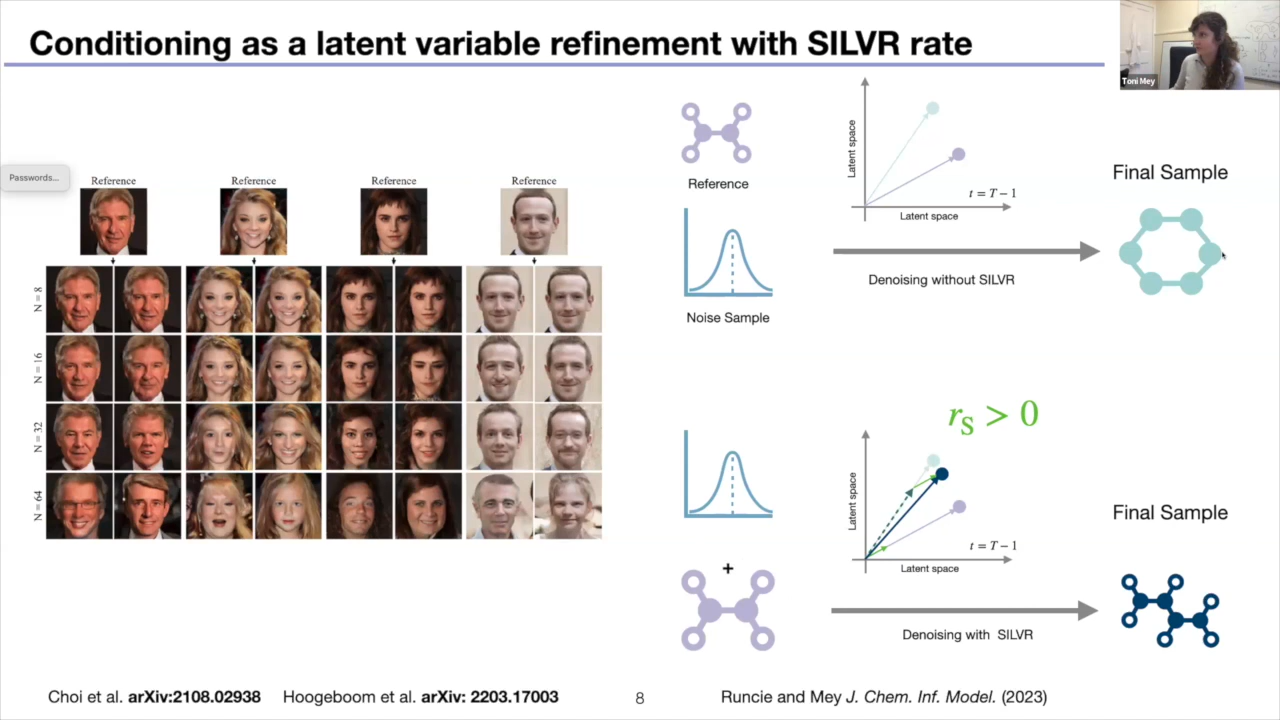 Conditioning as a latent variable refinement with SILVR rate
Toni Mey
Passwords...
Reference
Reference
Reference
Reference
N = 8
N = 16
N = 32
N = 64
Reference
Noise Sample
Latent space
t = T − 1
Latent space
Denoising without SILVR
Final Sample
r_S > 0
+
Latent space
t = T − 1
Latent space
Denoising with SILVR
Final Sample
Choi et al. arXiv:2108.02938
Hoogeboom et al. arXiv: 2203.17003
8
Runcie and Mey J. Chem. Inf. Model. (2023)